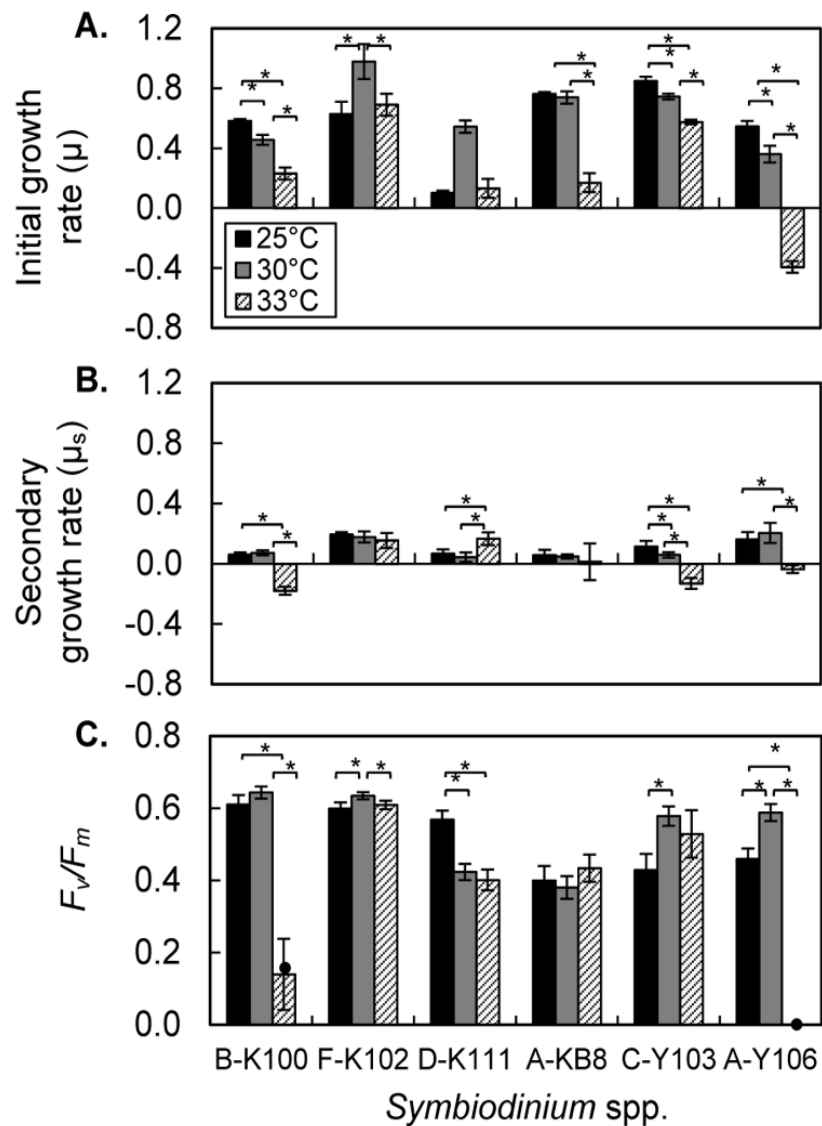 A.
1.2
0.8
0.4
0.0
-0.4
-0.8
Initial growth
rate (µ)
* * * * * * * * * * * * * *
25°C
30°C
33°C
B.
1.2
0.8
0.4
0.0
-0.4
-0.8
Secondary
growth rate (µs)
* * * * * * * * *
C.
0.8
0.6
0.4
0.2
0.0
Fv/Fm
* * * * * * * * * *
B-K100 F-K102 D-K111 A-KB8 C-Y103 A-Y106
Symbiodinium spp.